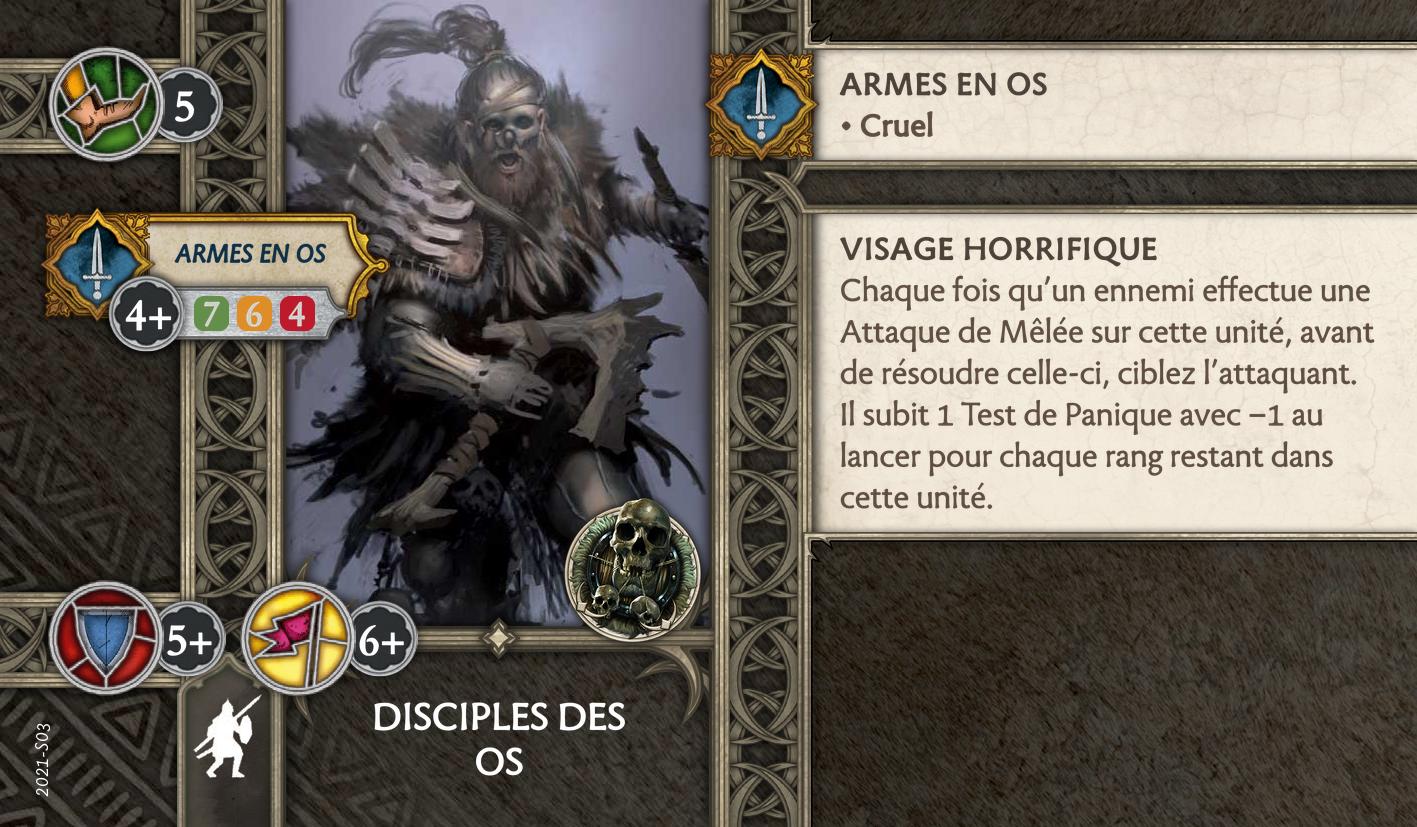 5
ARMES EN OS
4+ 7 6 4
5+ 6+
DISCIPLES DES
OS
2021-S03
ARMES EN OS
• Cruel
VISAGE HORRIFIQUE
Chaque fois qu’un ennemi effectue une
Attaque de Mêlée sur cette unité, avant
de résoudre celle-ci, ciblez l’attaquant.
Il subit 1 Test de Panique avec −1 au
lancer pour chaque rang restant dans
cette unité.